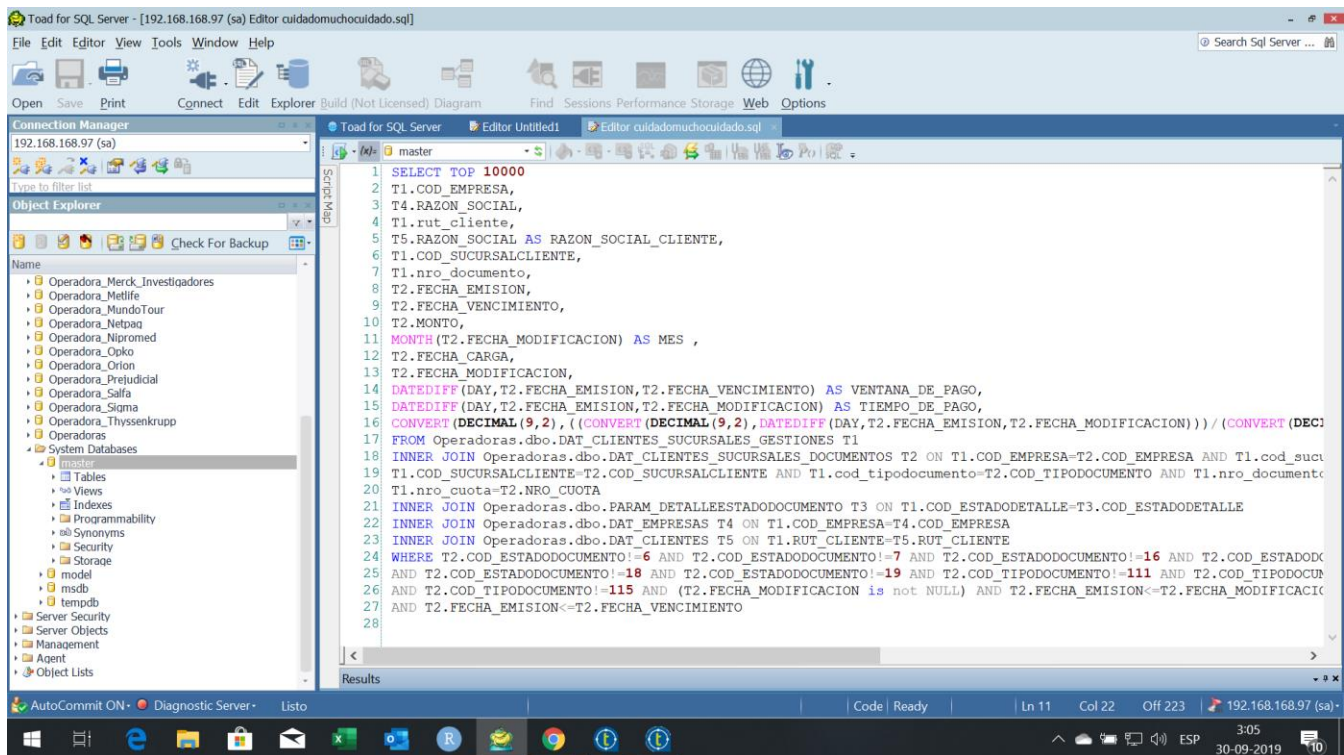 Toad for SQL Server - [192.168.168.97 (sa) Editor cuidadomuchocuidado.sql]
File Edit Editor View Tools Window Help
Search Sql Server ...
Open Save Print Connect Edit Explorer Build (Not Licensed) Diagram Find Sessions Performance Storage Web Options
Connection Manager
192.168.168.97 (sa)
Type to filter list
Object Explorer
Check For Backup
Name
Operadora_Merck_Investigadores
Operadora_Metlife
Operadora_MundoTour
Operadora_Netpag
Operadora_Nipromed
Operadora_Opko
Operadora_Orion
Operadora_Prejudicial
Operadora_Salfa
Operadora_Sigma
Operadora_Thyssenkrupp
Operadoras
System Databases
master
Tables
Views
Indexes
Programmability
Synonyms
Security
Storage
model
msdb
tempdb
Server Security
Server Objects
Management
Agent
Object Lists
Toad for SQL Server Editor Untitled1 Editor cuidadomuchocuidado.sql
master
Script Map
1 SELECT TOP 10000
2 T1.COD_EMPRESA,
3 T4.RAZON_SOCIAL,
4 T1.rut_cliente,
5 T5.RAZON_SOCIAL AS RAZON_SOCIAL_CLIENTE,
6 T1.COD_SUCURSALCLIENTE,
7 T1.nro_documento,
8 T2.FECHA_EMISION,
9 T2.FECHA_VENCIMIENTO,
10 T2.MONTO,
11 MONTH(T2.FECHA_MODIFICACION) AS MES ,
12 T2.FECHA_CARGA,
13 T2.FECHA_MODIFICACION,
14 DATEDIFF(DAY,T2.FECHA_EMISION,T2.FECHA_VENCIMIENTO) AS VENTANA_DE_PAGO,
15 DATEDIFF(DAY,T2.FECHA_EMISION,T2.FECHA_MODIFICACION) AS TIEMPO_DE_PAGO,
16 CONVERT(DECIMAL(9,2),((CONVERT(DECIMAL(9,2),DATEDIFF(DAY,T2.FECHA_EMISION,T2.FECHA_MODIFICACION)))/(CONVERT(DECI
17 FROM Operadoras.dbo.DAT_CLIENTES_SUCURSALES_GESTIONES T1
18 INNER JOIN Operadoras.dbo.DAT_CLIENTES_SUCURSALES_DOCUMENTOS T2 ON T1.COD_EMPRESA=T2.COD_EMPRESA AND T1.cod_sucu
19 T1.COD_SUCURSALCLIENTE=T2.COD_SUCURSALCLIENTE AND T1.cod_tipodocumento=T2.COD_TIPODOCUMENTO AND T1.nro_documento
20 T1.nro_cuota=T2.NRO_CUOTA
21 INNER JOIN Operadoras.dbo.PARAM_DETALLEESTADODOCUMENTO T3 ON T1.COD_ESTADODETALLE=T3.COD_ESTADODETALLE
22 INNER JOIN Operadoras.dbo.DAT_EMPRESAS T4 ON T1.COD_EMPRESA=T4.COD_EMPRESA
23 INNER JOIN Operadoras.dbo.DAT_CLIENTES T5 ON T1.RUT_CLIENTE=T5.RUT_CLIENTE
24 WHERE T2.COD_ESTADODOCUMENTO!=6 AND T2.COD_ESTADODOCUMENTO!=7 AND T2.COD_ESTADODOCUMENTO!=16 AND T2.COD_ESTADODO
25 AND T2.COD_ESTADODOCUMENTO!=18 AND T2.COD_ESTADODOCUMENTO!=19 AND T2.COD_TIPODOCUMENTO!=111 AND T2.COD_TIPODOCUM
26 AND T2.COD_TIPODOCUMENTO!=115 AND (T2.FECHA_MODIFICACION is not NULL) AND T2.FECHA_EMISION<=T2.FECHA_MODIFICACIO
27 AND T2.FECHA_EMISION<=T2.FECHA_VENCIMIENTO
28
Results
AutoCommit ON Diagnostic Server Listo Code Ready Ln 11 Col 22 Off 223 192.168.168.97 (sa)
ESP
3:05
30-09-2019